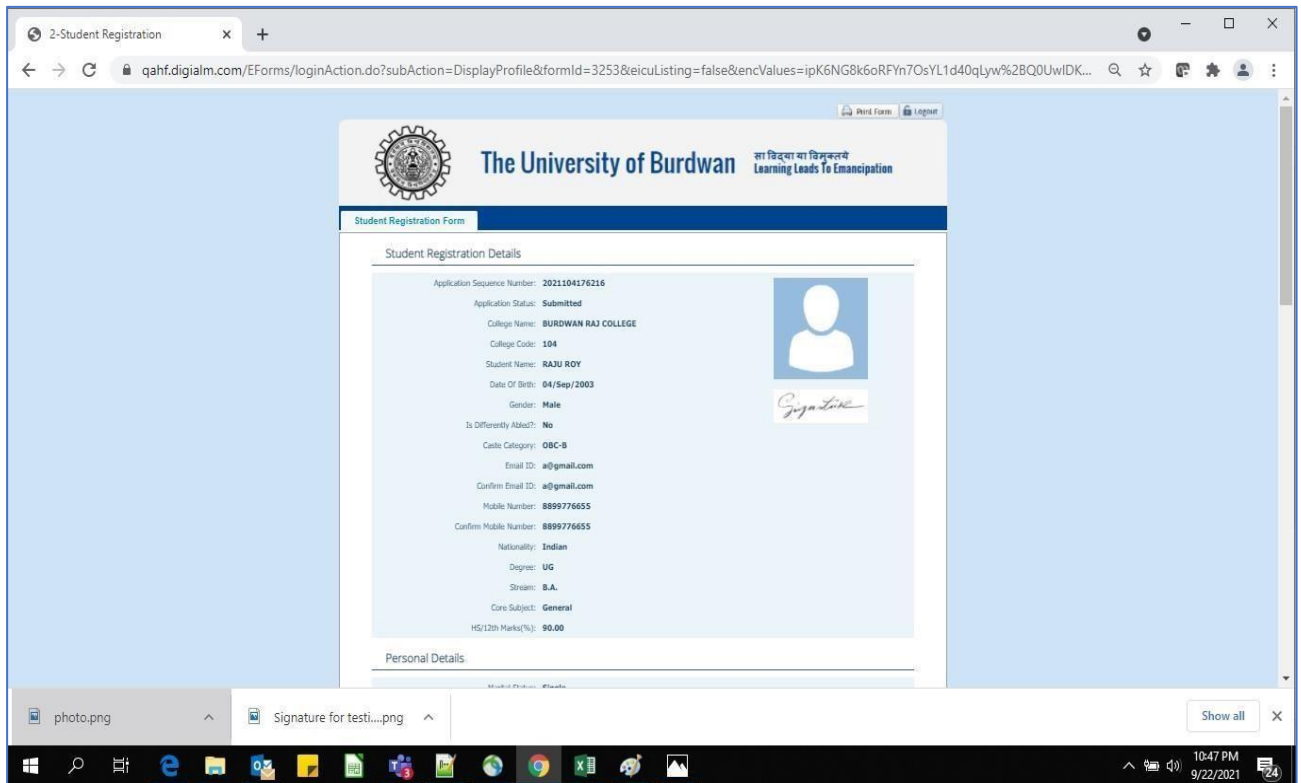 2-Student Registration
qahf.digialm.com/EForms/loginAction.do?subAction=DisplayProfile&formId=3253&eicuListing=false&encValues=ipK6NG8k6oRFYn7OsYL1d40qLyw%2BQ0UwIDK...
Print Form Logout
The University of Burdwan
सा विद्या या विमुक्तये
Learning Leads To Emancipation
Student Registration Form
Student Registration Details
Application Sequence Number: 2021104176216
Application Status: Submitted
College Name: BURDWAN RAJ COLLEGE
College Code: 104
Student Name: RAJU ROY
Date Of Birth: 04/Sep/2003
Gender: Male
Is Differently Abled?: No
Caste Category: OBC-B
Email ID: a@gmail.com
Confirm Email ID: a@gmail.com
Mobile Number: 8899776655
Confirm Mobile Number: 8899776655
Nationality: Indian
Degree: UG
Stream: B.A.
Core Subject: General
HS/12th Marks(%): 90.00
Personal Details
Marital Status: Single
photo.png
Signature for testi....png
Show all
10:47 PM
9/22/2021
24